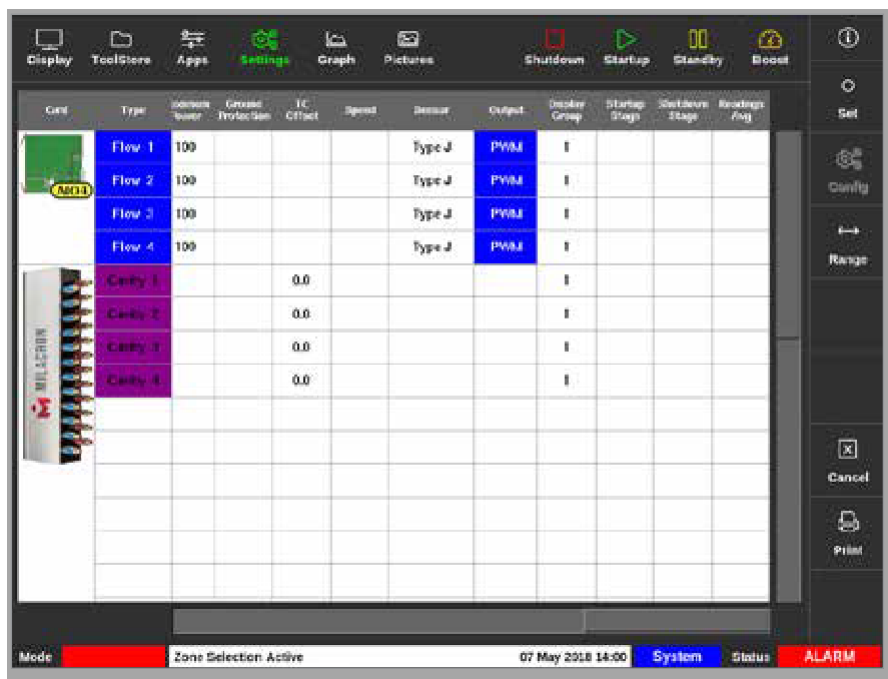 Display ToolStore Apps Settings Graph Pictures Shutdown Startup Standby Boost
Card Type Power Ground Protection TC Offset Speed Sensor Output Display Group Startup Stage Shutdown Stage Readings Avg
Flow 1 100 Type J PWM 1
Flow 2 100 Type J PWM 1
Flow 3 100 Type J PWM 1
Flow 4 100 Type J PWM 1
Cavity 1 0.0 1
Cavity 2 0.0 1
Cavity 3 0.0 1
Cavity 4 0.0 1
MILACRON
Set
Config
Range
Cancel
Print
Mode Zone Selection Active 07 May 2018 14:00 System Status ALARM